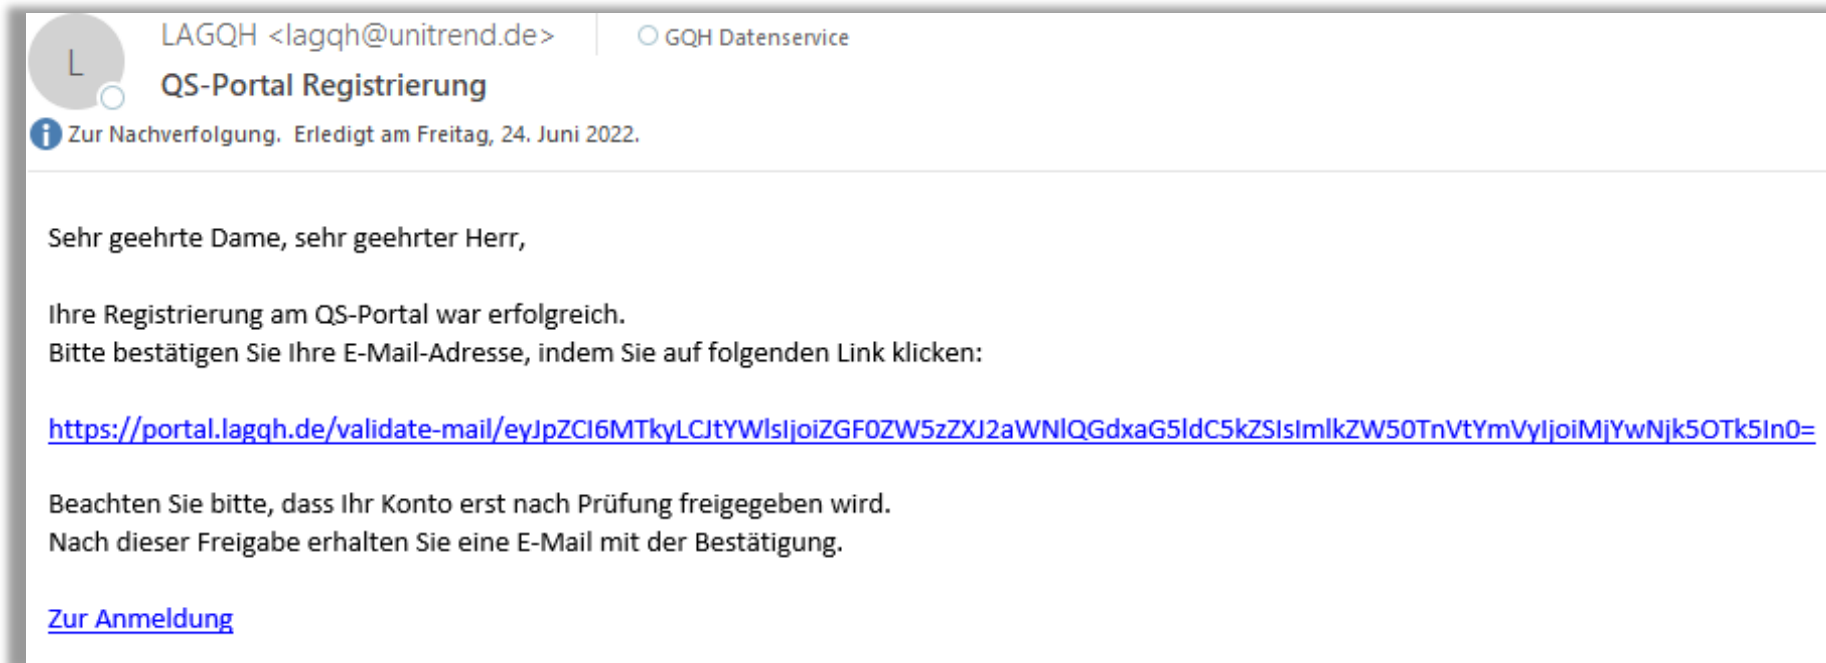 LAGQH <lagqh@unitrend.de>
GQH Datenservice
L
QS-Portal Registrierung
Zur Nachverfolgung. Erledigt am Freitag, 24. Juni 2022.
Sehr geehrte Dame, sehr geehrter Herr,
Ihre Registrierung am QS-Portal war erfolgreich.
Bitte bestätigen Sie Ihre E-Mail-Adresse, indem Sie auf folgenden Link klicken:
https://portal.lagqh.de/validate-mail/eyJpZCI6MTkyLCJtYWlsIjoiZGF0ZW5zZXJ2aWNlQGdxaG5ldC5kZSIsImlkZW50TnVtYmVyIjoiMjYwNjk5OTk5In0=
Beachten Sie bitte, dass Ihr Konto erst nach Prüfung freigegeben wird.
Nach dieser Freigabe erhalten Sie eine E-Mail mit der Bestätigung.
Zur Anmeldung